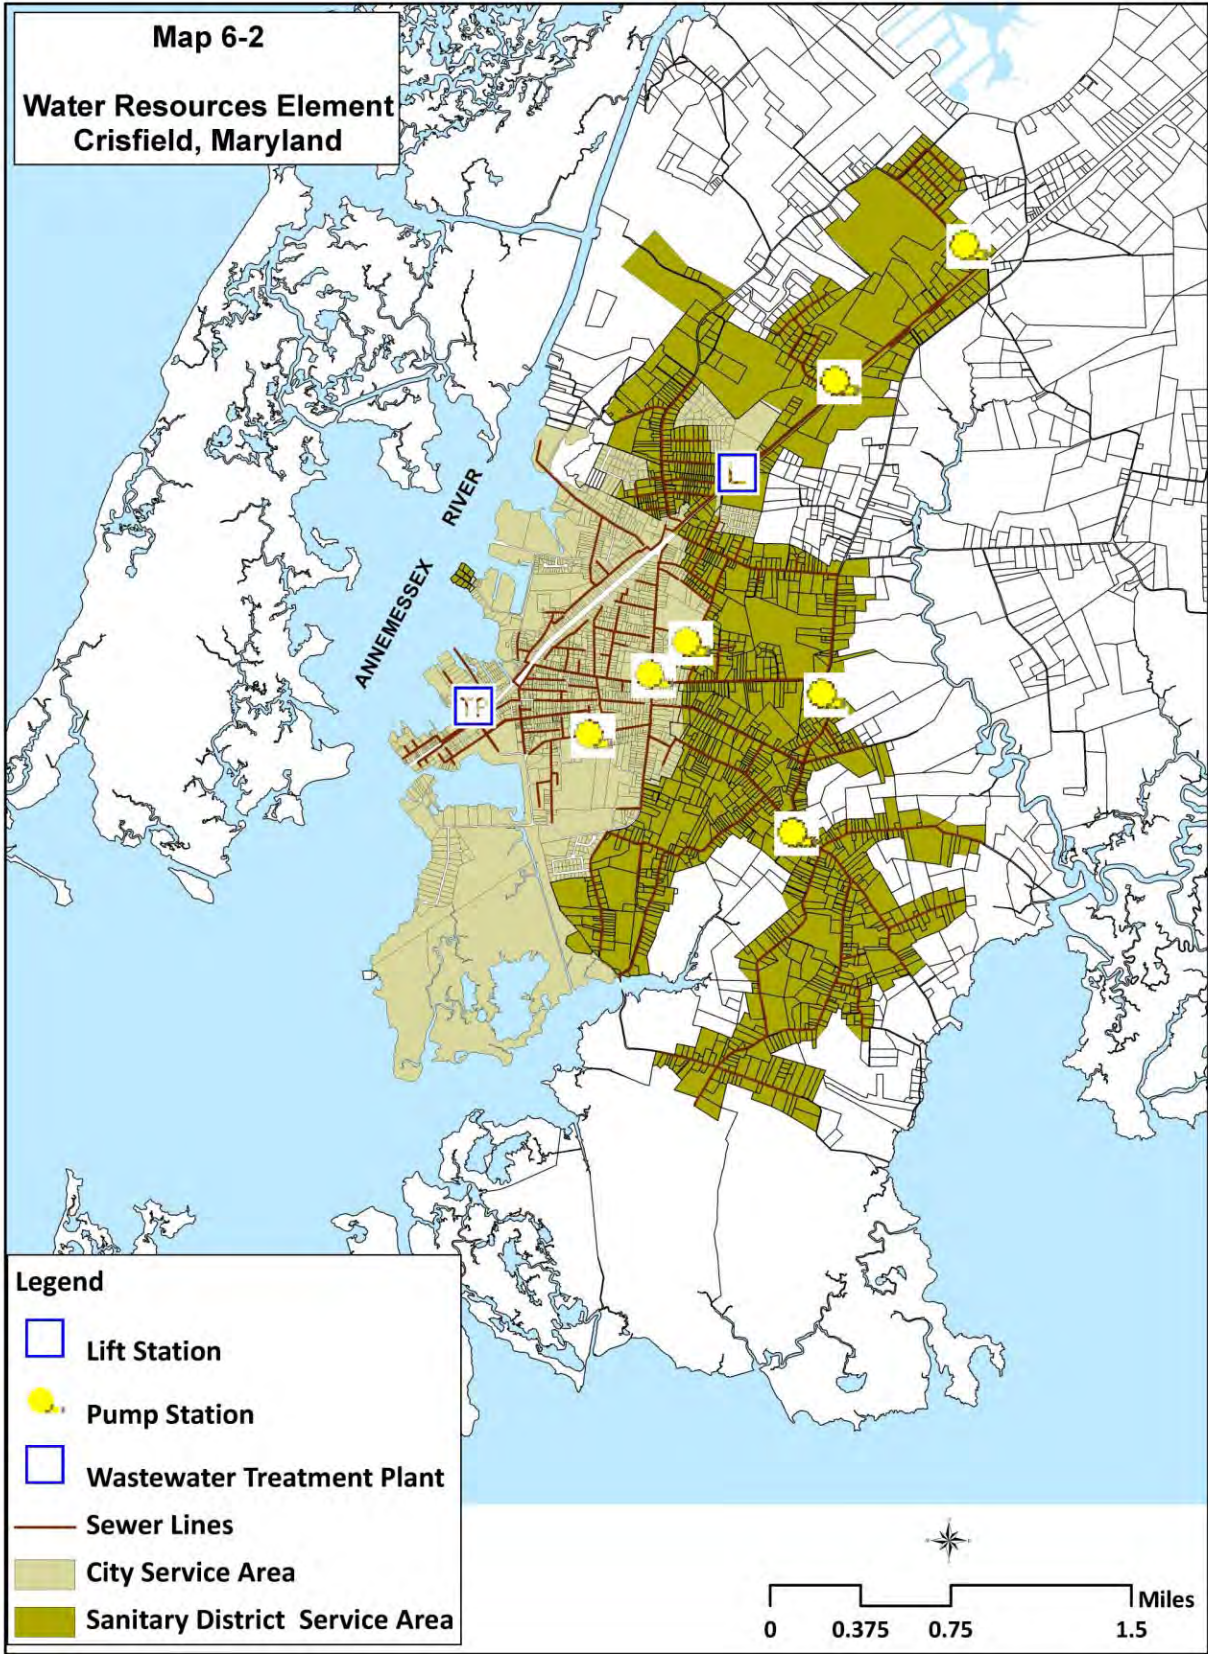 Map 6-2
Water Resources Element
Crisfield, Maryland
L
ANNEMESSEX RIVER
TP
Legend
Lift Station
Pump Station
Wastewater Treatment Plant
Sewer Lines
City Service Area
Sanitary District Service Area
Miles
0 0.375 0.75 1.5